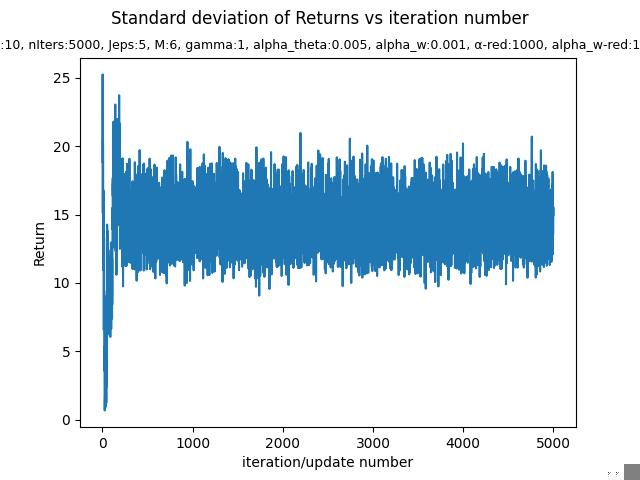 Standard deviation of Returns vs iteration number
:10, nIters:5000, Jeps:5, M:6, gamma:1, alpha_theta:0.005, alpha_w:0.001, α-red:1000, alpha_w-red:1
25
20
15
10
5
0
Return
0 1000 2000 3000 4000 5000
iteration/update number